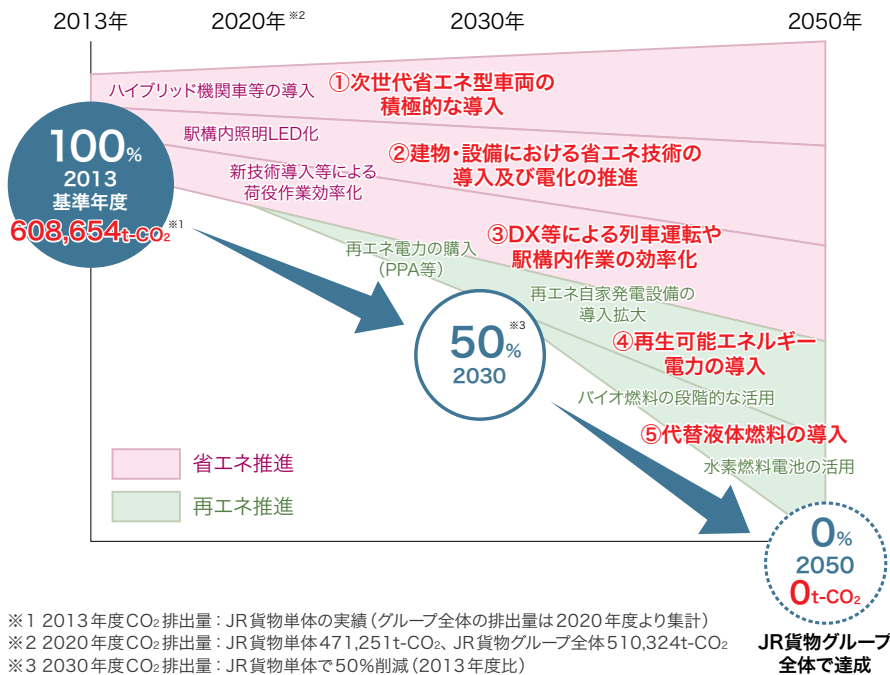 2013年
2020年※2
2030年
2050年
ハイブリッド機関車等の導入
①次世代省エネ型車両の
積極的な導入
駅構内照明LED化
②建物・設備における省エネ技術の
導入及び電化の推進
新技術導入等による
荷役作業効率化
100%
2013
基準年度
608,654t-CO₂※1
③DX等による列車運転や
駅構内作業の効率化
再エネ電力の購入
(PPA等)
再エネ自家発電設備の
導入拡大
50%※3
2030
④再生可能エネルギー
電力の導入
バイオ燃料の段階的な活用
⑤代替液体燃料の導入
水素燃料電池の活用
省エネ推進
再エネ推進
0%
2050
0t-CO₂
JR貨物グループ
全体で達成
※1 2013年度CO₂排出量：JR貨物単体の実績（グループ全体の排出量は2020年度より集計）
※2 2020年度CO₂排出量：JR貨物単体471,251t-CO₂、JR貨物グループ全体510,324t-CO₂
※3 2030年度CO₂排出量：JR貨物単体で50%削減（2013年度比）